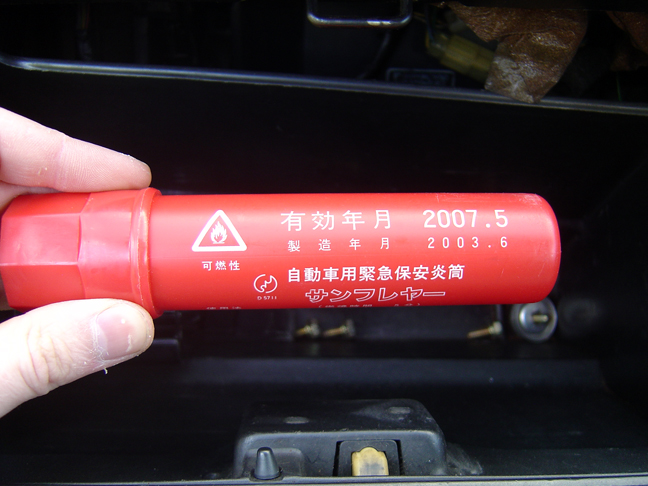 有効年月 2007.5
製造年月 2003.6
可燃性
自動車用緊急保安炎筒
D 5711
サンフレヤー